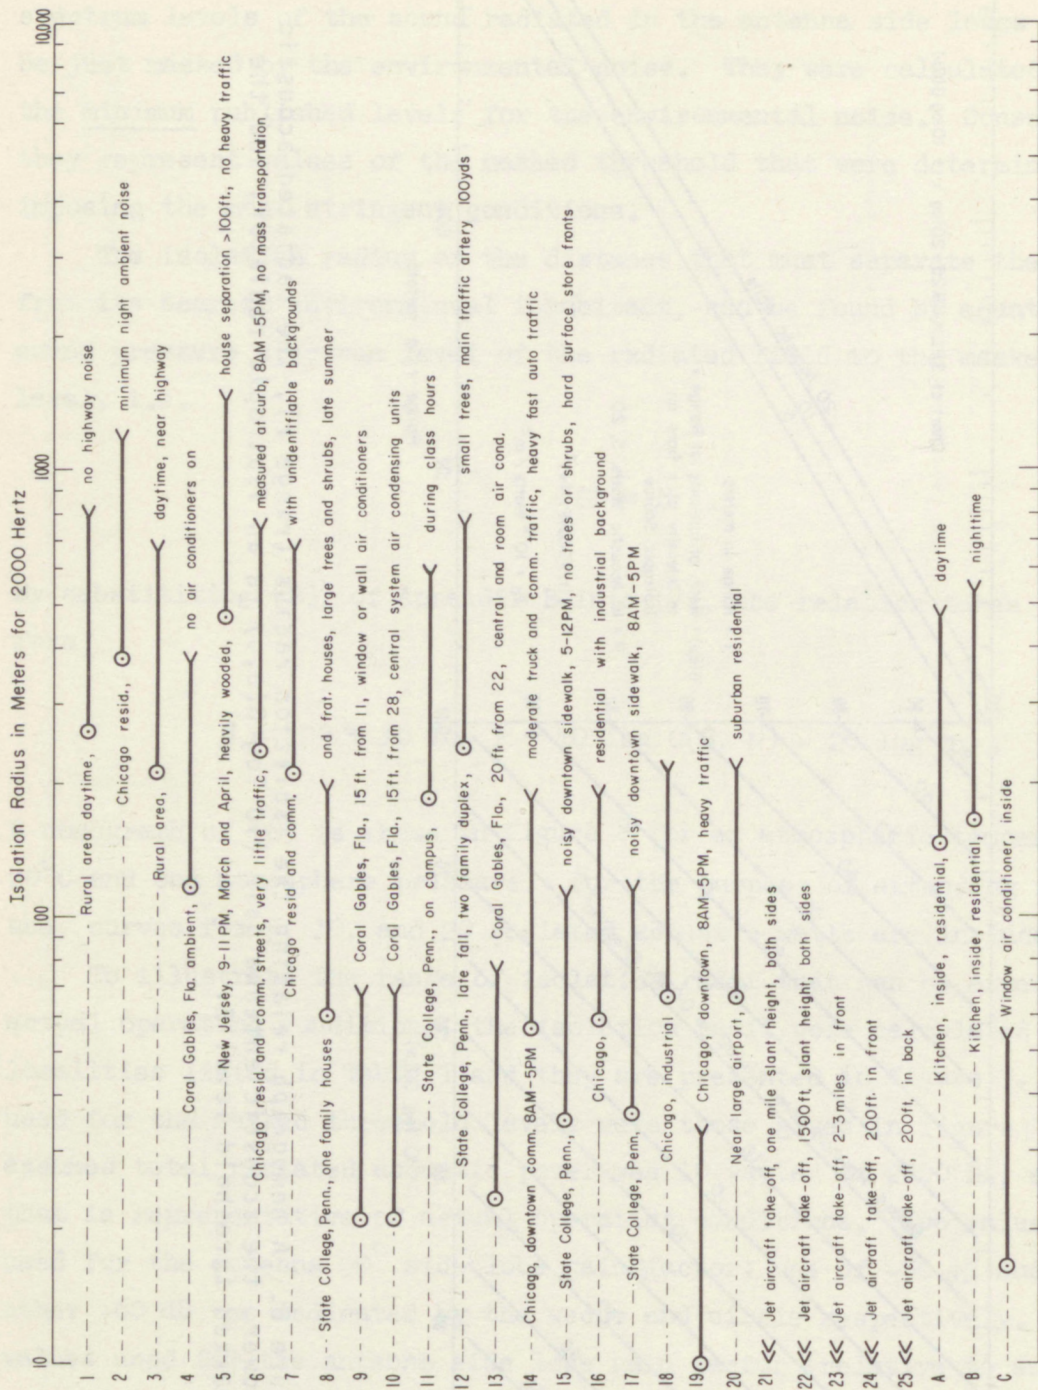 Isolation Radius in Meters for 2000 Hertz
10 100 1000 10,000
1 Rural area daytime, no highway noise
2 Chicago resid., minimum night ambient noise
3 Rural area, daytime, near highway
4 Coral Gables, Fla. ambient, no air conditioners on
5 New Jersey, 9-11 PM, March and April, heavily wooded, house separation >100ft., no heavy traffic
6 Chicago resid. and comm. streets, very little traffic, measured at curb, 8AM-5PM, no mass transportation
7 Chicago resid and comm. with unidentifiable backgrounds
8 State College, Penn., one family houses and frat. houses, large trees and shrubs, late summer
9 Coral Gables, Fla., 15 ft. from 11, window or wall air conditioners
10 Coral Gables, Fla., 15 ft. from 28, central system air condensing units
11 State College, Penn., on campus, during class hours
12 State College, Penn., late fall, two family duplex, small trees, main traffic artery 100yds
13 Coral Gables, Fla., 20 ft. from 22, central and room air cond.
14 Chicago, downtown comm. 8AM-5PM moderate truck and comm. traffic, heavy fast auto traffic
15 State College, Penn., noisy downtown sidewalk, 5-12PM, no trees or shrubs, hard surface store fronts
16 Chicago, residential with industrial background
17 State College, Penn, noisy downtown sidewalk, 8AM-5PM
18 Chicago, industrial
19 Chicago, downtown, 8AM-5PM, heavy traffic
20 Near large airport, suburban residential
21 << Jet aircraft take-off, one mile slant height, both sides
22 << Jet aircraft take-off, 1500 ft, slant height, both sides
23 << Jet aircraft take-off, 2-3 miles in front
24 << Jet aircraft take-off, 200ft. in front
25 << Jet aircraft take-off, 200ft, in back
A Kitchen, inside, residential, daytime
B Kitchen, inside, residential, nighttime
C Window air conditioner, inside